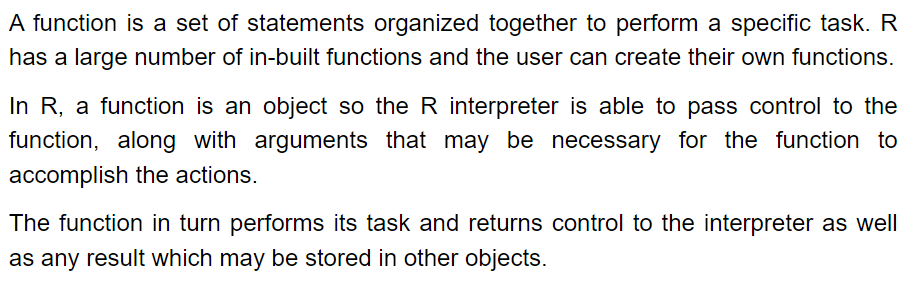 A function is a set of statements organized together to perform a specific task. R
has a large number of in-built functions and the user can create their own functions.
In R, a function is an object so the R interpreter is able to pass control to the
function, along with arguments that may be necessary for the function to
accomplish the actions.
The function in turn performs its task and returns control to the interpreter as well
as any result which may be stored in other objects.